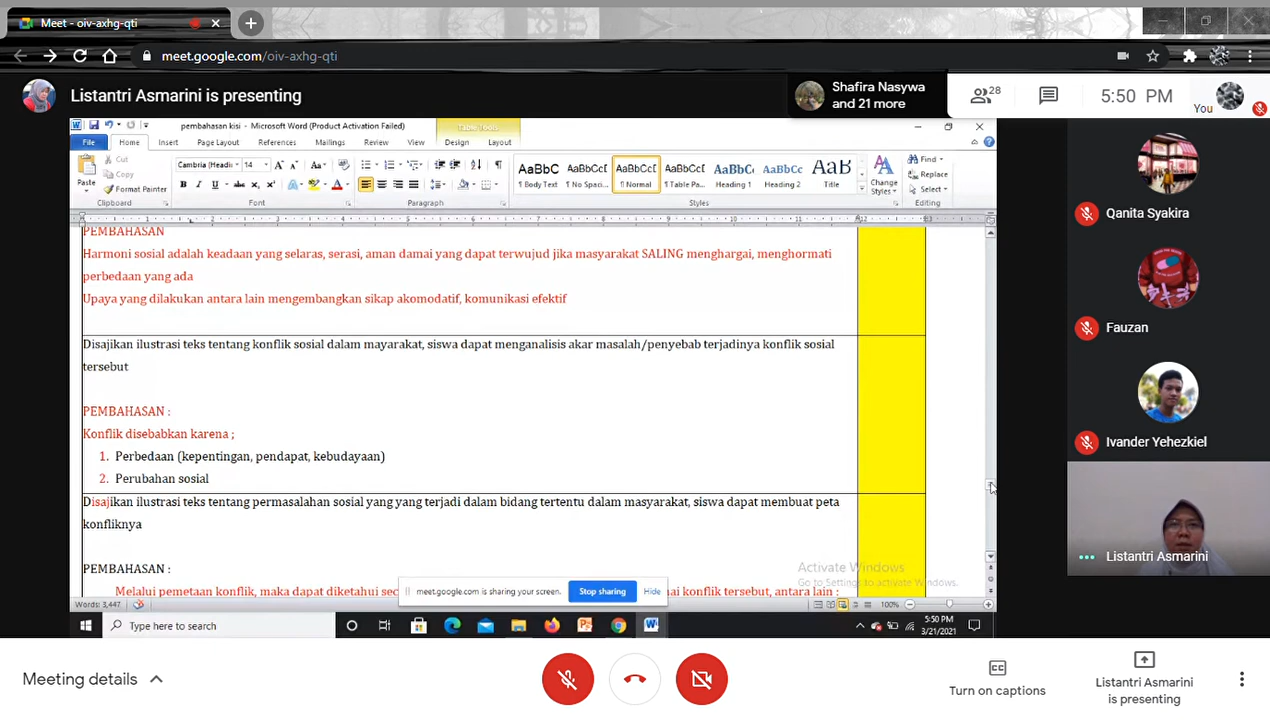 Meet - oiv-axhg-qti
meet.google.com/oiv-axhg-qti
Listantri Asmarini is presenting
Shafira Nasywa
and 21 more
28
5:50 PM
You
pembahasan kisi - Microsoft Word (Product Activation Failed)
Table Tools
File Home Insert Page Layout References Mailings Review View Design Layout
Paste
Cut
Copy
Format Painter
Clipboard
Cambria (Headi 14
Font
Paragraph
AaBbC AaBbCcI AaBbCcI AaBbCcI AaBbCc AaBbCc AaB
¶ Body Text ¶ No Spaci... ¶ Normal ¶ Table Pa... Heading 1 Heading 2 Title
Styles
Change
Styles
Find
Replace
Select
Editing
PEMBAHASAN
Harmoni sosial adalah keadaan yang selaras, serasi, aman damai yang dapat terwujud jika masyarakat SALING menghargai, menghormati
perbedaan yang ada
Upaya yang dilakukan antara lain mengembangkan sikap akomodatif, komunikasi efektif
Disajikan ilustrasi teks tentang konflik sosial dalam mayarakat, siswa dapat menganalisis akar masalah/penyebab terjadinya konflik sosial
tersebut
PEMBAHASAN :
Konflik disebabkan karena ;
1. Perbedaan (kepentingan, pendapat, kebudayaan)
2. Perubahan sosial
Disajikan ilustrasi teks tentang permasalahan sosial yang yang terjadi dalam bidang tertentu dalam masyarakat, siswa dapat membuat peta
konfliknya
PEMBAHASAN :
Melalui pemetaan konflik, maka dapat diketahui
konflik tersebut, antara lain :
Activate Windows
Go to Settings to activate Windows.
meet.google.com is sharing your screen. Stop sharing Hide
Words: 3,447
100%
Type here to search
5:50 PM
3/21/2021
Qanita Syakira
Fauzan
Ivander Yehezkiel
Listantri Asmarini
Meeting details
Turn on captions
Listantri Asmarini
is presenting